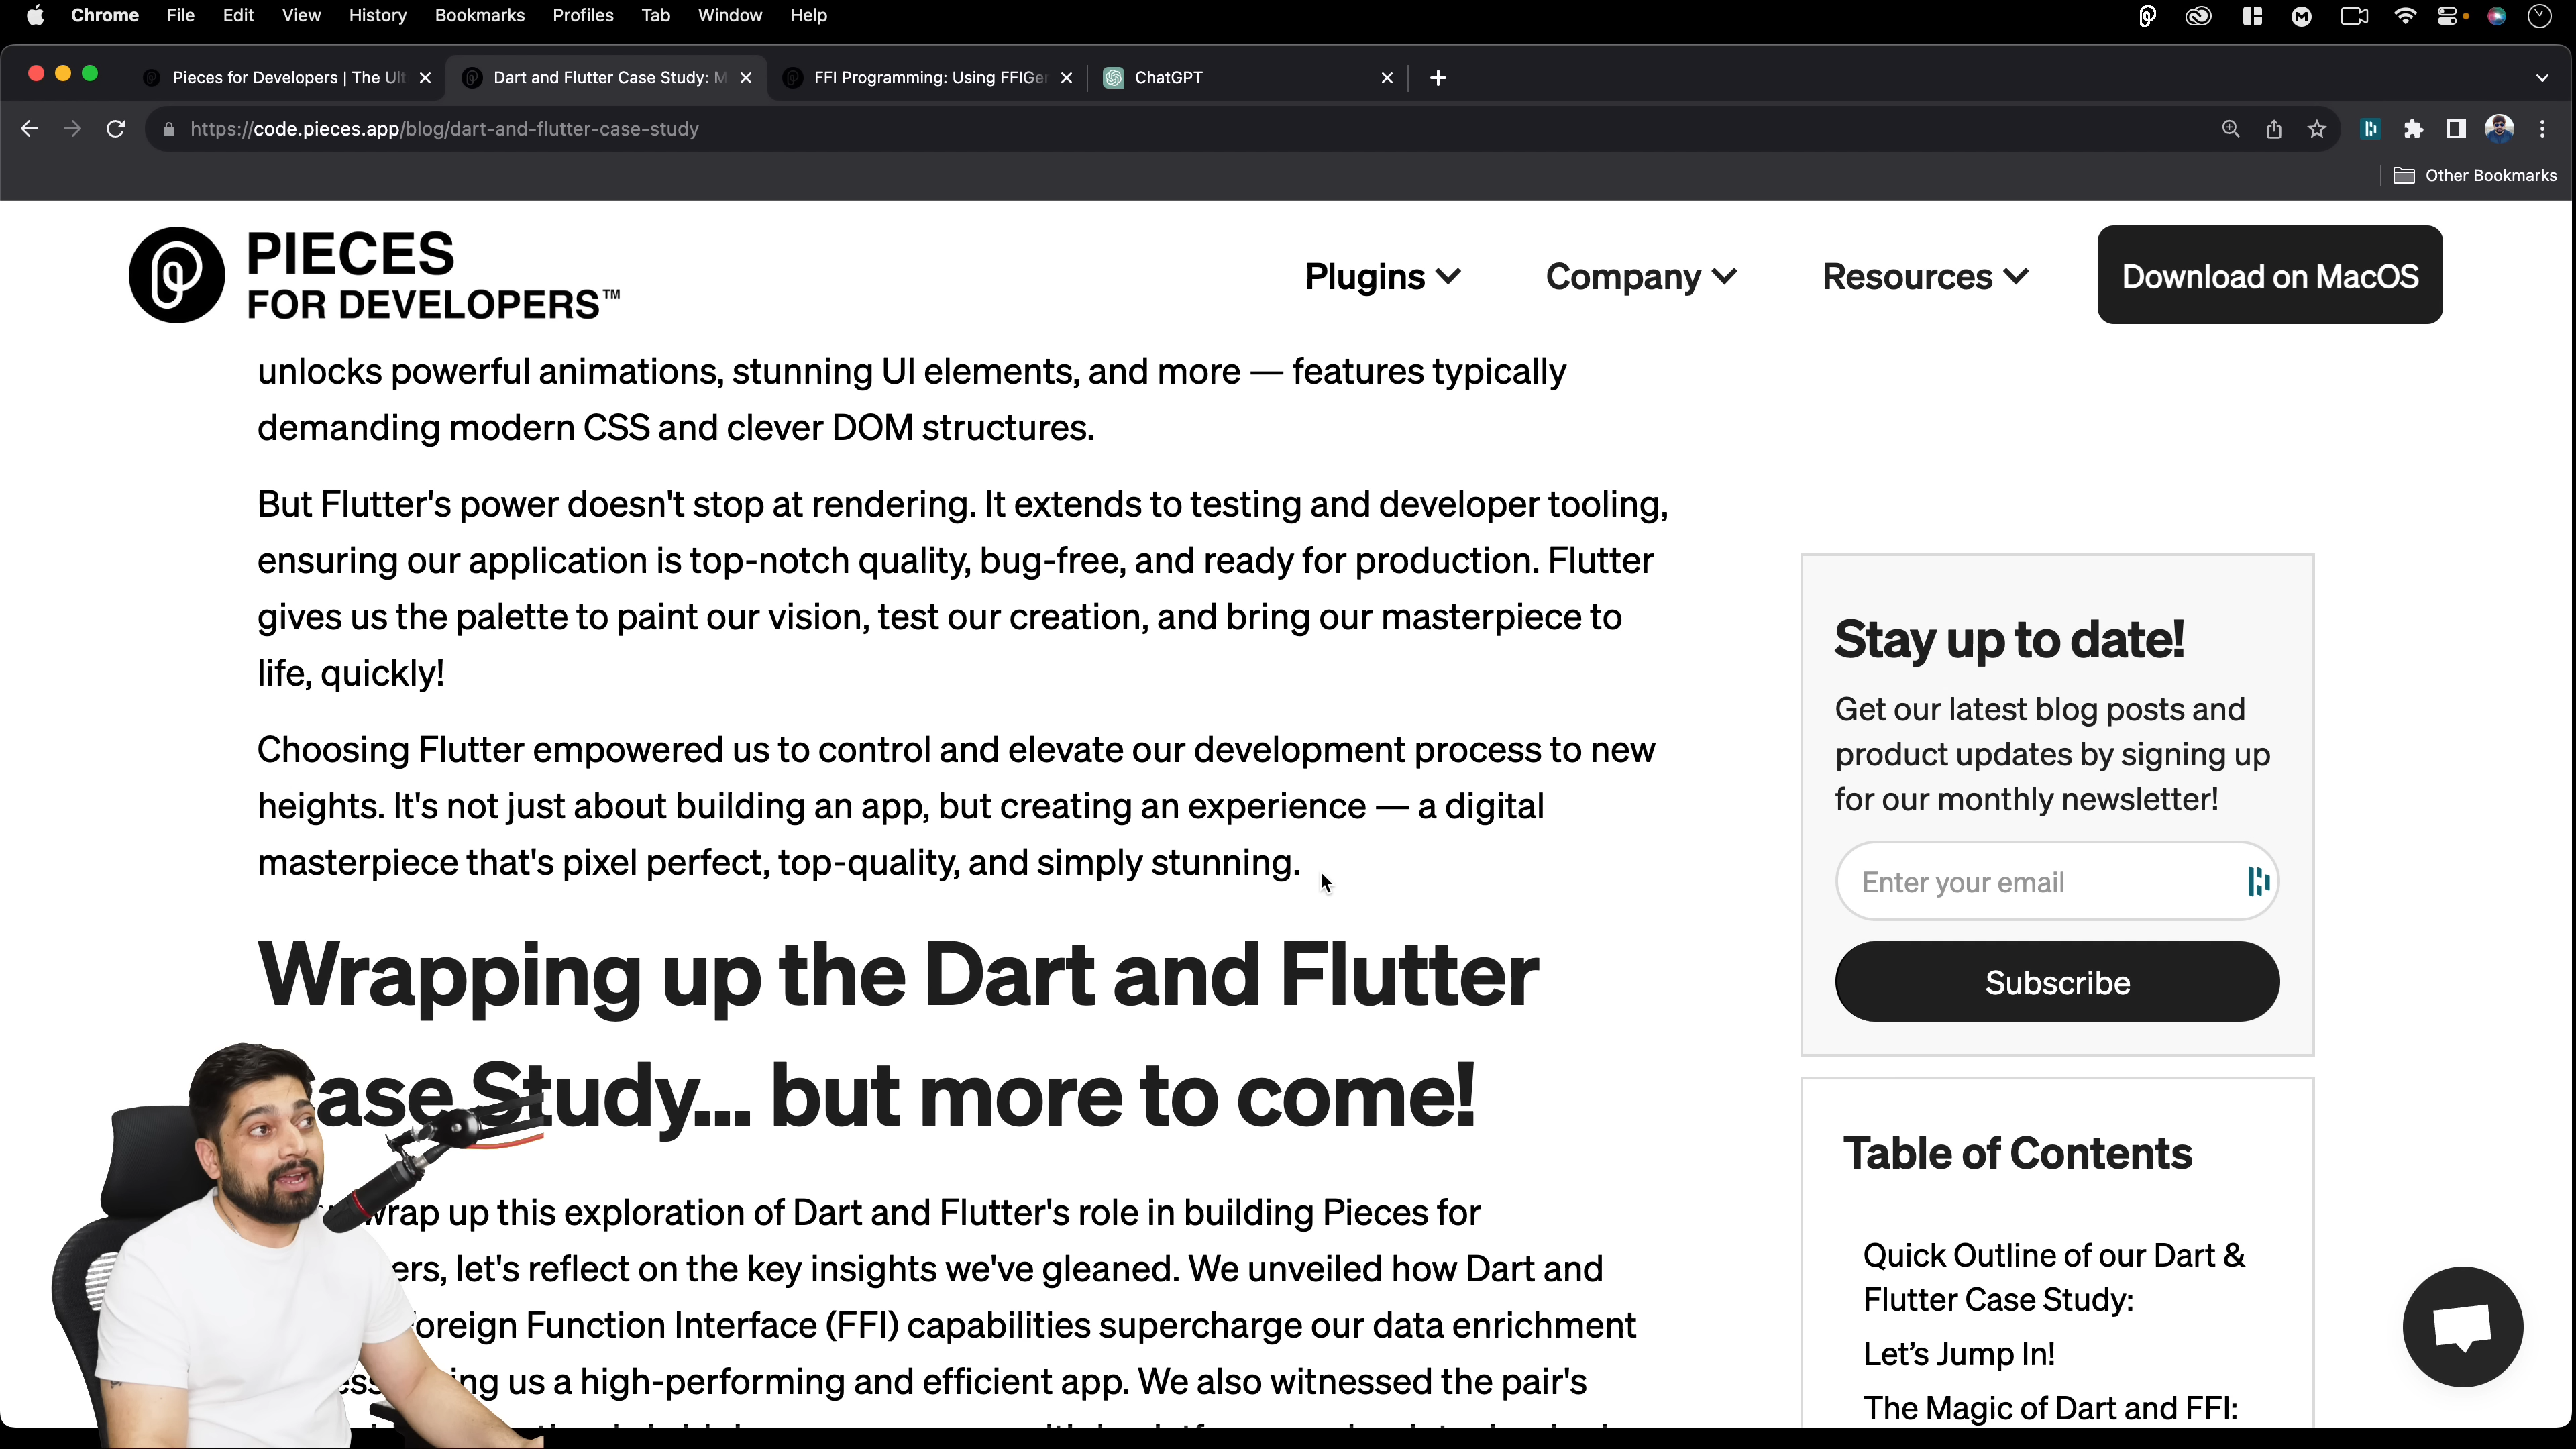 Chrome File Edit View History Bookmarks Profiles Tab Window Help
Pieces for Developers | The Ult
Dart and Flutter Case Study: M
FFI Programming: Using FFIGe
ChatGPT
https://code.pieces.app/blog/dart-and-flutter-case-study
Other Bookmarks
PIECES
FOR DEVELOPERS™
Plugins
Company
Resources
Download on MacOS
unlocks powerful animations, stunning UI elements, and more — features typically
demanding modern CSS and clever DOM structures.
But Flutter's power doesn't stop at rendering. It extends to testing and developer tooling,
ensuring our application is top-notch quality, bug-free, and ready for production. Flutter
gives us the palette to paint our vision, test our creation, and bring our masterpiece to
life, quickly!
Choosing Flutter empowered us to control and elevate our development process to new
heights. It's not just about building an app, but creating an experience — a digital
masterpiece that's pixel perfect, top-quality, and simply stunning.
Wrapping up the Dart and Flutter
ase Study... but more to come!
wrap up this exploration of Dart and Flutter's role in building Pieces for
ers, let's reflect on the key insights we've gleaned. We unveiled how Dart and
oreign Function Interface (FFI) capabilities supercharge our data enrichment
ing us a high-performing and efficient app. We also witnessed the pair's
Stay up to date!
Get our latest blog posts and
product updates by signing up
for our monthly newsletter!
Enter your email
Subscribe
Table of Contents
Quick Outline of our Dart &
Flutter Case Study:
Let's Jump In!
The Magic of Dart and FFI: